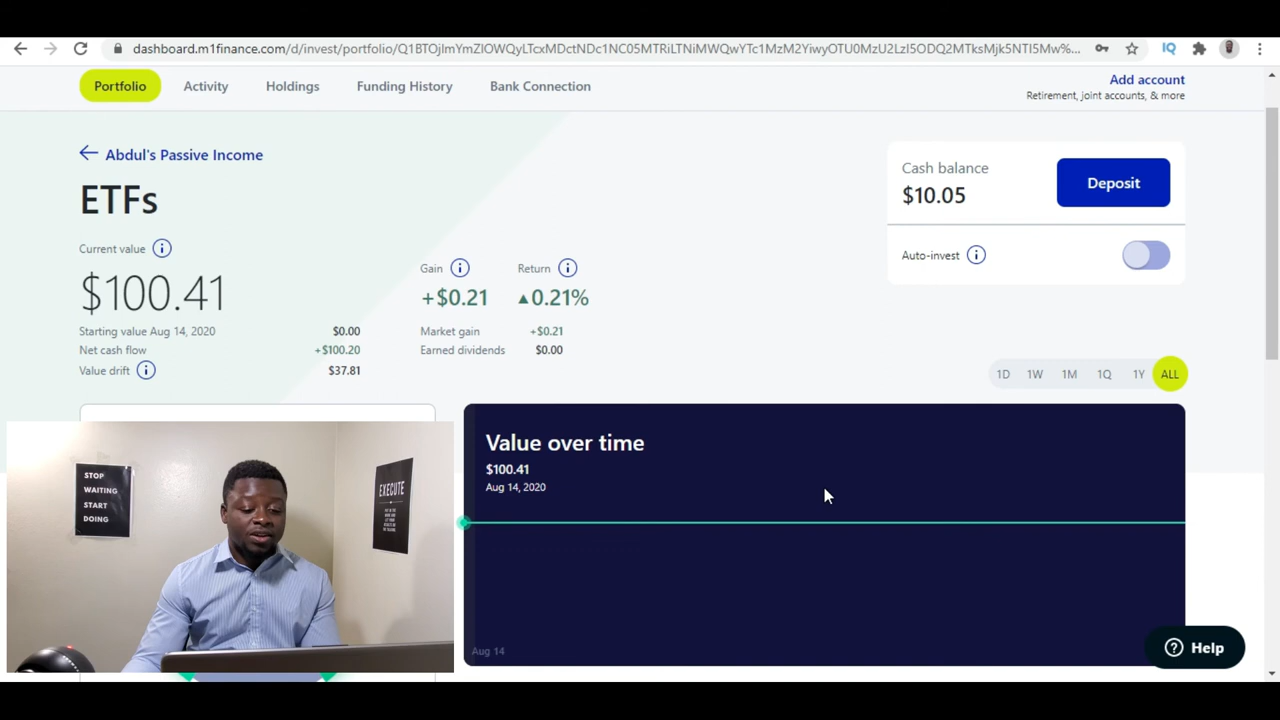 dashboard.m1finance.com/d/invest/portfolio/Q1BTOjImYmZlOWQyLTcxMDctNDc1NC05MTRiLTNiMWQwYTc1MzM2YiwyOTU0MzU2LzI5ODQ2MTksMjk5NTI5Mw%...
IQ
Portfolio
Activity
Holdings
Funding History
Bank Connection
Add account
Retirement, joint accounts, & more
Abdul's Passive Income
ETFs
Cash balance
$10.05
Deposit
Auto-invest
Current value
$100.41
Starting value Aug 14, 2020 $0.00
Net cash flow +$100.20
Value drift $37.81
Gain
+$0.21
Return
▲0.21%
Market gain +$0.21
Earned dividends $0.00
1D 1W 1M 1Q 1Y ALL
Value over time
$100.41
Aug 14, 2020
Aug 14
Help
STOP
WAITING
START
DOING
EXECUTE